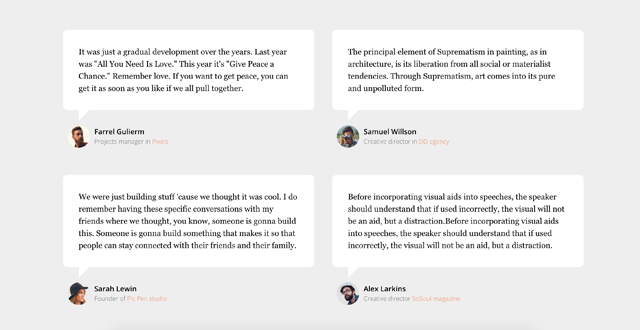 It was just a gradual development over the years. Last year
was "All You Need Is Love." This year it's "Give Peace a
Chance." Remember love. If you want to get peace, you can
get it as soon as you like if we all pull together.
Farrel Gulierm
Projects manager in Pixers
The principal element of Suprematism in painting, as in
architecture, is its liberation from all social or materialist
tendencies. Through Suprematism, art comes into its pure
and unpolluted form.
Samuel Willson
Creative director in DD agency
We were just building stuff 'cause we thought it was cool. I do
remember having these specific conversations with my
friends where we thought, you know, someone is gonna build
this. Someone is gonna build something that makes it so that
people can stay connected with their friends and their family.
Sarah Lewin
Founder of Pic Pen studio
Before incorporating visual aids into speeches, the speaker
should understand that if used incorrectly, the visual will not
be an aid, but a distraction.Before incorporating visual aids
into speeches, the speaker should understand that if used
incorrectly, the visual will not be an aid, but a distraction.
Alex Larkins
Creative director SoSoul magazine